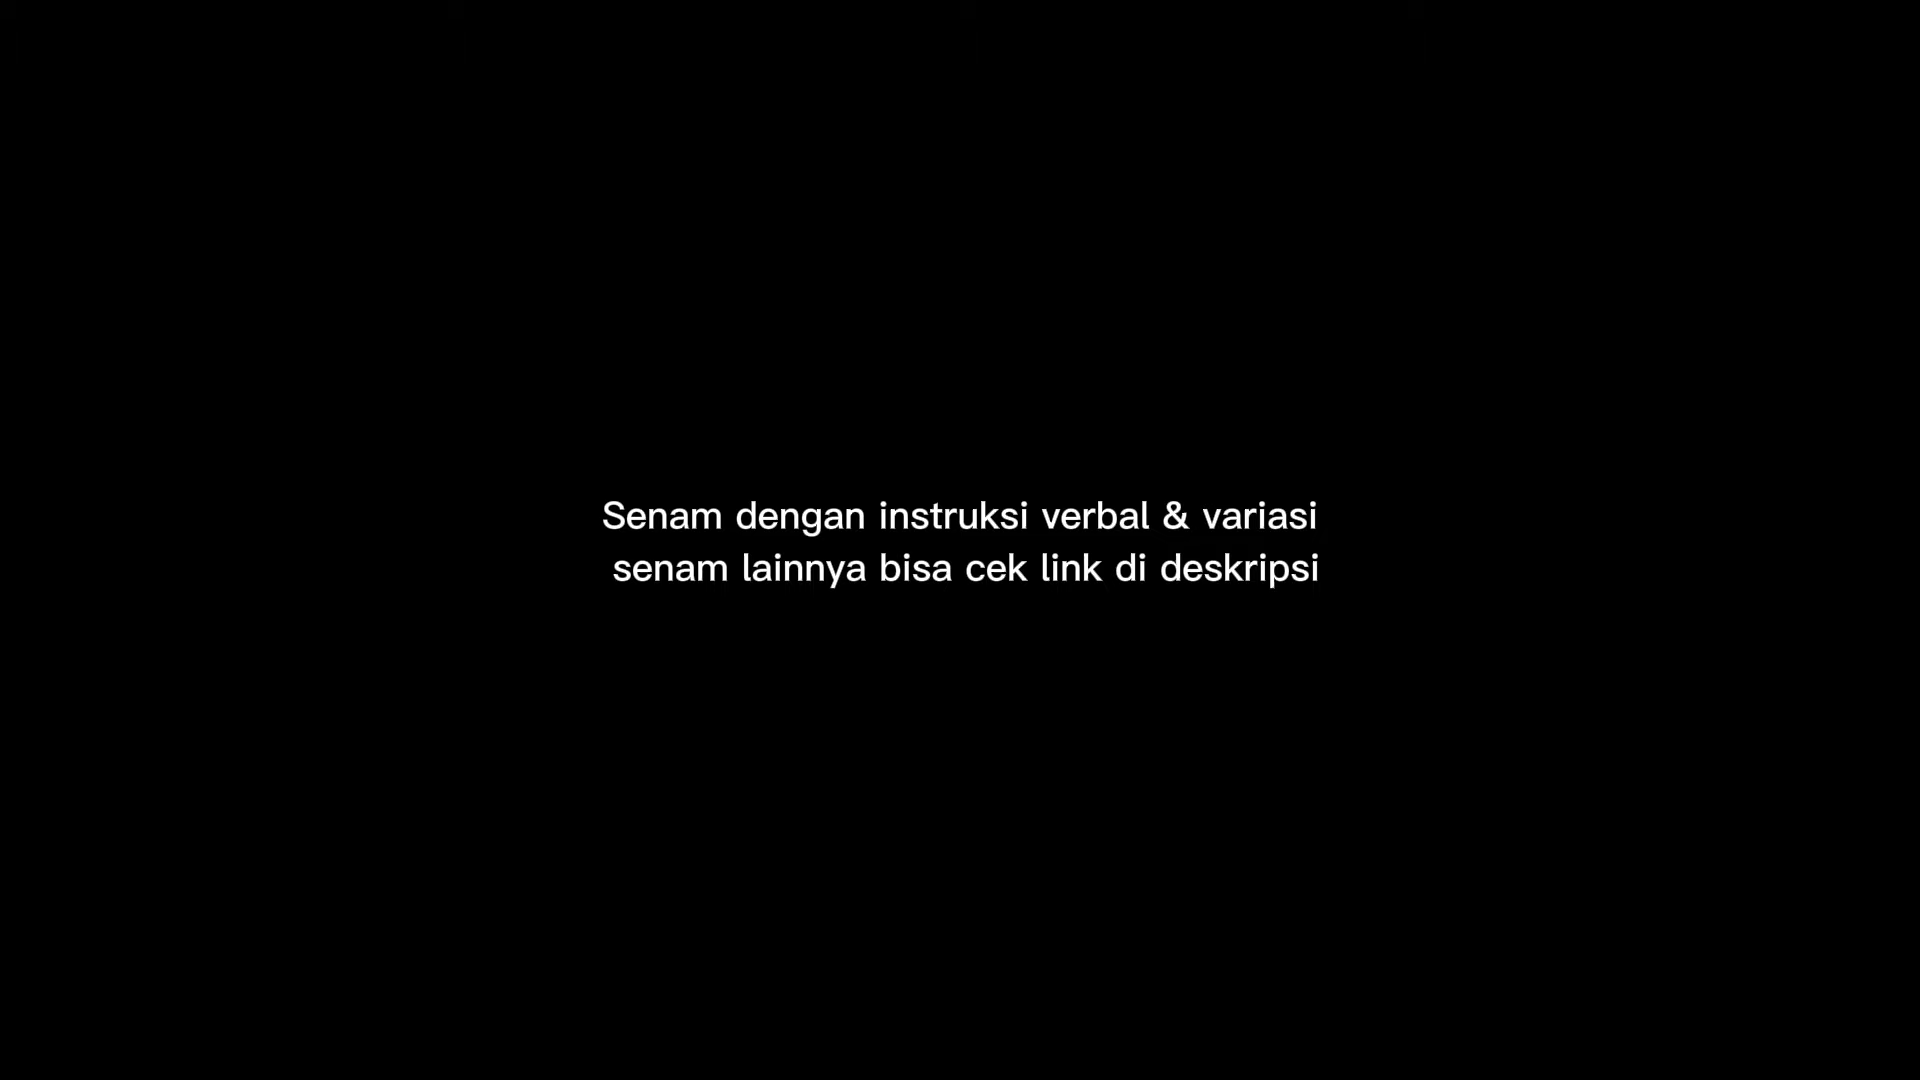 Senam dengan instruksi verbal & variasi
senam lainnya bisa cek link di deskripsi